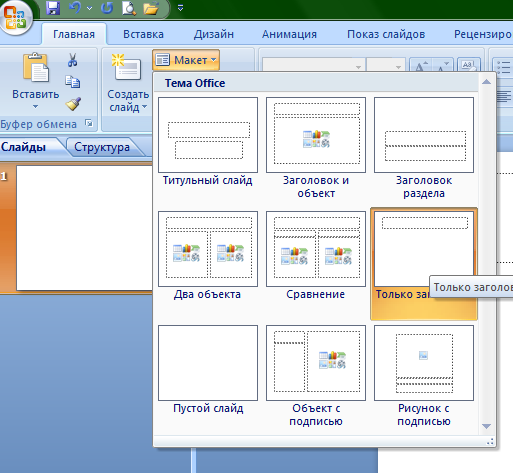 Главная Вставка Дизайн Анимация Показ слайдов Рецензиро
Макет
Вставить
Создать
слайд
Буфер обмена
Тема Office
Слайды Структура
1
Титульный слайд
Заголовок и
объект
Заголовок
раздела
Два объекта
Сравнение
Только за
Только заголов
Пустой слайд
Объект с
подписью
Рисунок с
подписью